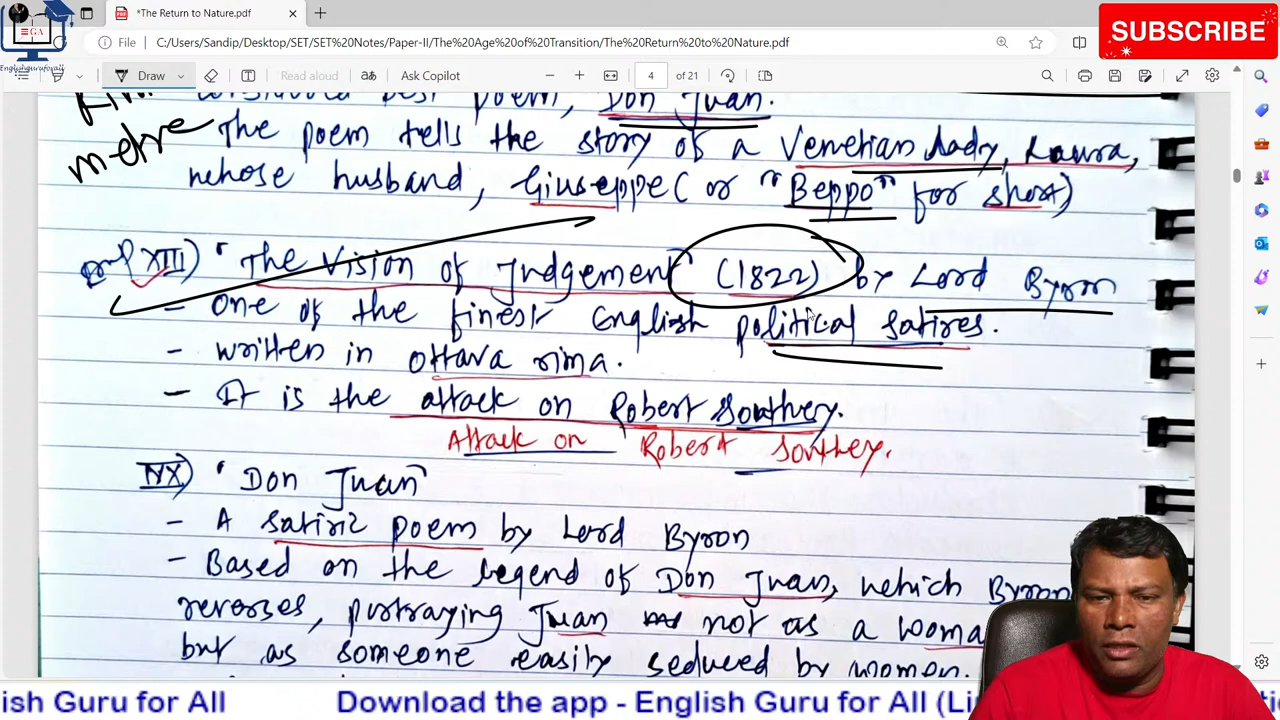 *The Return to Nature.pdf
SUBSCRIBE
File C:/Users/Sandip/Desktop/SET/SET%20Notes/Paper-II/The%20Age%20of%20Transition/The%20Return%20to%20Nature.pdf
EGA
Englishguruforall
Draw Read aloud Ask Copilot 4 of 21
considered best poem, Don Juan.
metre
The poem tells the story of a Venetian Lady, Laura,
whose husband, Giuseppe (or "Beppo" for short)
XIII) 'The Vision of Judgement' (1822) by Lord Byron
- One of the finest English political satires.
- written in ottava rima.
- It is the attack on Robert Southey.
Attack on Robert Southey.
'Don Juan'
- A satiric poem by Lord Byron
- Based on the legend of Don Juan, which Byron
reverses, portraying Juan not as a
but as someone easily seduced by women.
ish Guru for All Download the app - English Guru for All